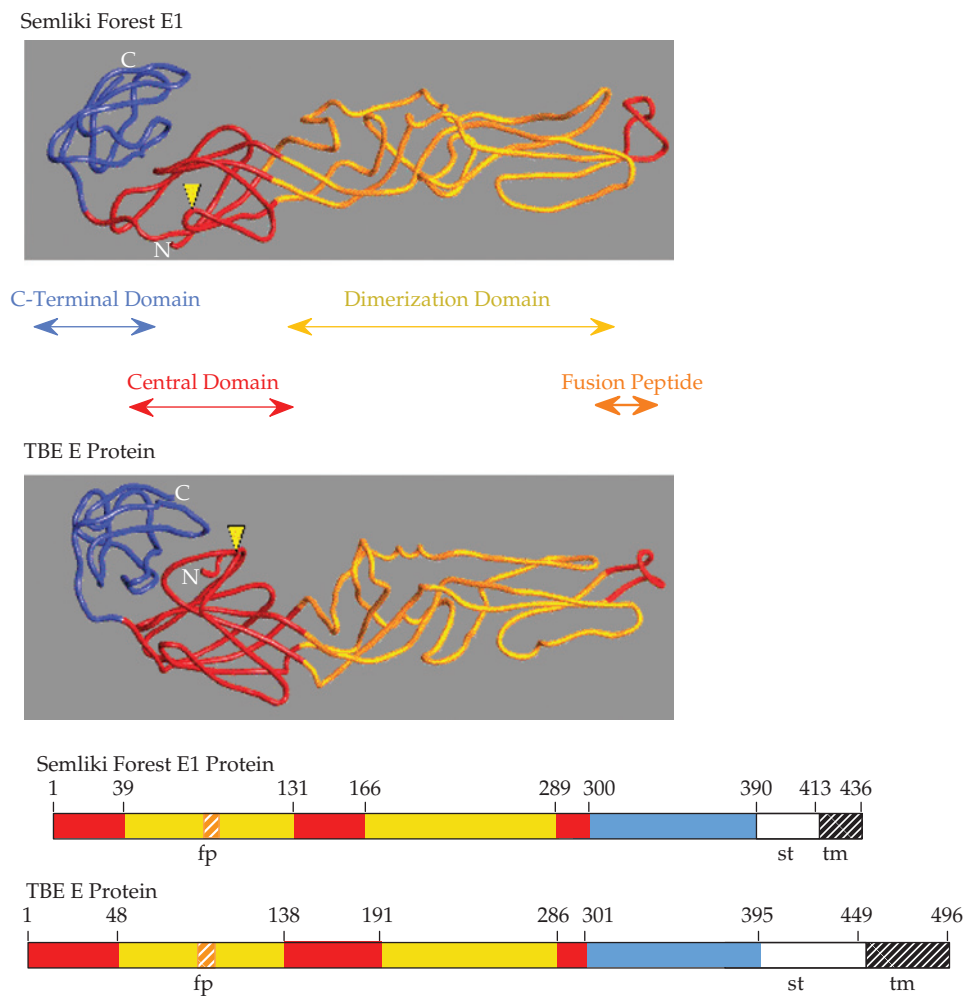 Semliki Forest E1
C
N
C-Terminal Domain
Dimerization Domain
Central Domain
Fusion Peptide
TBE E Protein
C
N
Semliki Forest E1 Protein
1 39 131 166 289 300 390 413 436
fp st tm
TBE E Protein
1 48 138 191 286 301 395 449 496
fp st tm